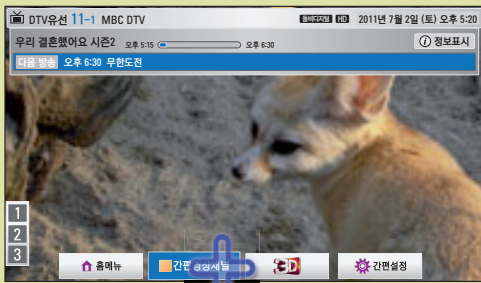 DTV유선 11-1 MBC DTV 돌비디지털 HD 2011년 7월 2일 (토) 오후 5:20
우리 결혼했어요 시즌2 오후 5:15 오후 6:30 i 정보표시
다음 방송 오후 6:30 무한도전
1
2
3
홈메뉴 간편 3D 간편설정